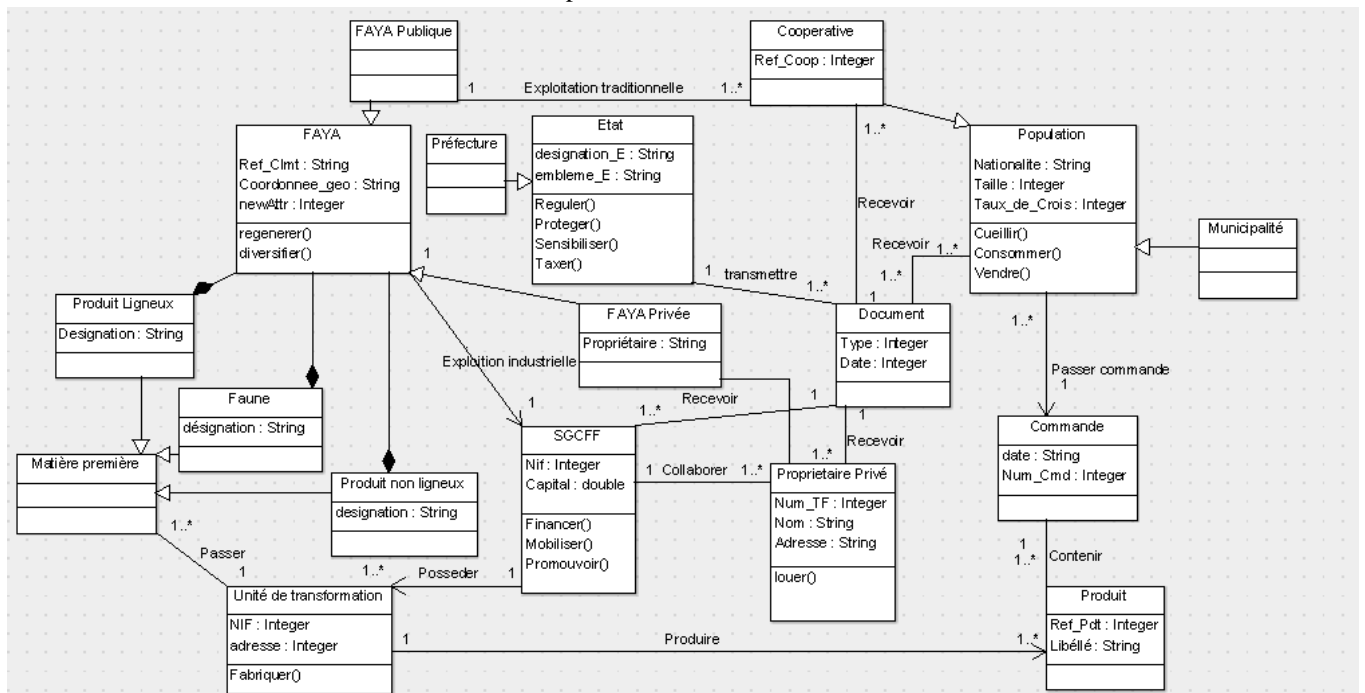 FAYA Publique
Cooperative
Ref_Coop : Integer
1
Exploitation traditionnelle
1..*
FAYA
Ref_Clmt : String
Coordonnee_geo : String
newAttr : Integer
regenerer()
diversifier()
Préfecture
Etat
designation_E : String
embleme_E : String
Reguler()
Proteger()
Sensibiliser()
Taxer()
1..*
Recevoir
Population
Nationalite : String
Taille : Integer
Taux_de_Crois : Integer
Cueillir()
Consommer()
Vendre()
Municipalité
Recevoir
1..*
1..*
1
1
transmettre
1..*
1
Produit Ligneux
Designation : String
FAYA Privée
Propriétaire : String
Document
Type : Integer
Date : Integer
1..*
Exploition industrielle
Passer commande
1
Recevoir
1
1
1..*
1
Faune
désignation : String
SGCFF
Nif : Integer
Capital : double
Financer()
Mobiliser()
Promouvoir()
Recevoir
1..*
Commande
date : String
Num_Cmd : Integer
Matière première
1
Collaborer
1..*
Produit non ligneux
designation : String
Proprietaire Privé
Num_TF : Integer
Nom : String
Adresse : String
louer()
1..*
Passer
1
1
Contenir
1..*
1..*
Posseder
1
Unité de transformation
NIF : Integer
adresse : Integer
Fabriquer()
Produit
Ref_Pdt : Integer
Libéllé : String
1
Produire
1..*